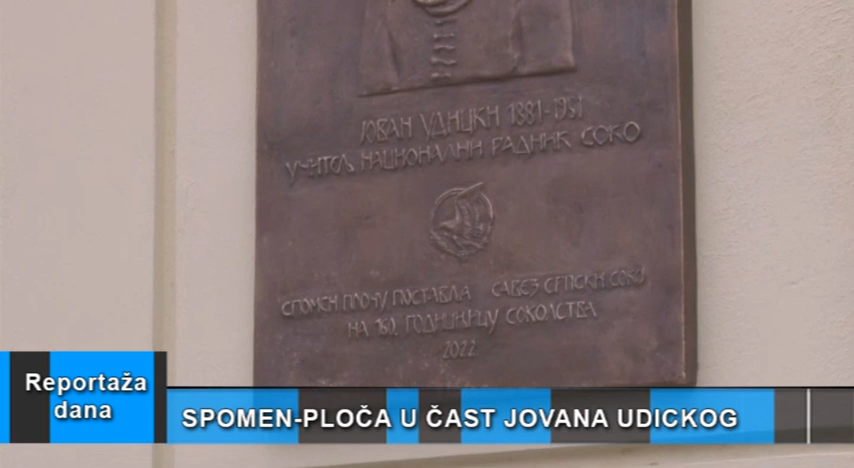 ЈОВАН УДИЦКИ 1881-1951
УЧИТЕЉ НАЦИОНАЛНИ РАДНИК СОКО
СПОМЕН ПЛОЧУ ПОСТАВЉА САВЕЗ СРПСКИ СОКО
НА 160. ГОДИШЊИЦУ СОКОЛСТВА
2022
Reportaža
dana
SPOMEN-PLOČA U ČAST JOVANA UDICKOG